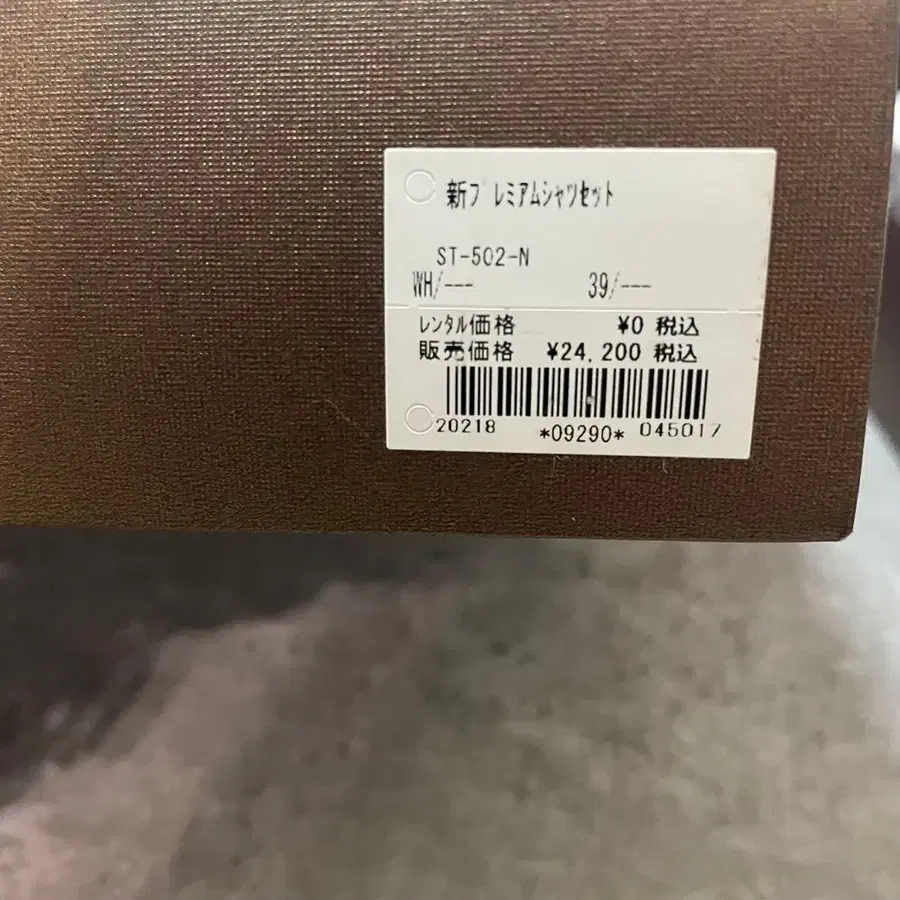 新プレミアムシャツセット
ST-502-N
WH/--- 39/---
レンタル価格 ¥0 税込
販売価格 ¥24,200 税込
20218 *09290* 045017